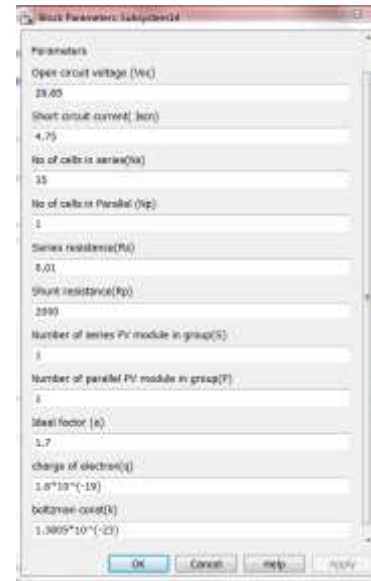 Block Parameters: Subsystem14
Parameters
Open circuit voltage (Voc)
Short circuit current( Iscn)
4.75
No of cells in series(Ns)
No of cells in Parallel (Np)
1
Series resistance(Rs)
0.01
Shunt resistance(Rp)
2000
Number of series PV module in group(S)
1
Number of parallel PV module in group(P)
1
Ideal factor (a)
1.7
charge of electron(q)
1.6*10^(-19)
boltzman const(k)
1.3805*10^(-23)
OK Cancel Help Apply